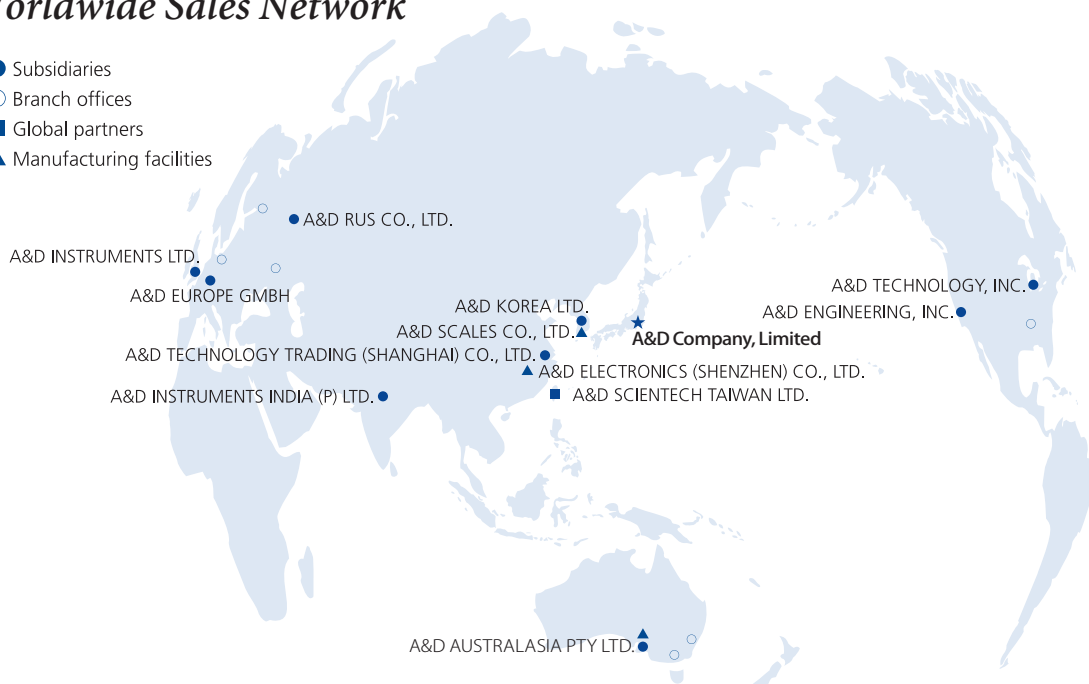 orldwide Sales Network
Subsidiaries
Branch offices
Global partners
Manufacturing facilities
A&D RUS CO., LTD.
A&D INSTRUMENTS LTD.
A&D EUROPE GMBH
A&D TECHNOLOGY, INC.
A&D KOREA LTD.
A&D ENGINEERING, INC.
A&D SCALES CO., LTD.
A&D Company, Limited
A&D TECHNOLOGY TRADING (SHANGHAI) CO., LTD.
A&D ELECTRONICS (SHENZHEN) CO., LTD.
A&D INSTRUMENTS INDIA (P) LTD.
A&D SCIENTECH TAIWAN LTD.
A&D AUSTRALASIA PTY LTD.